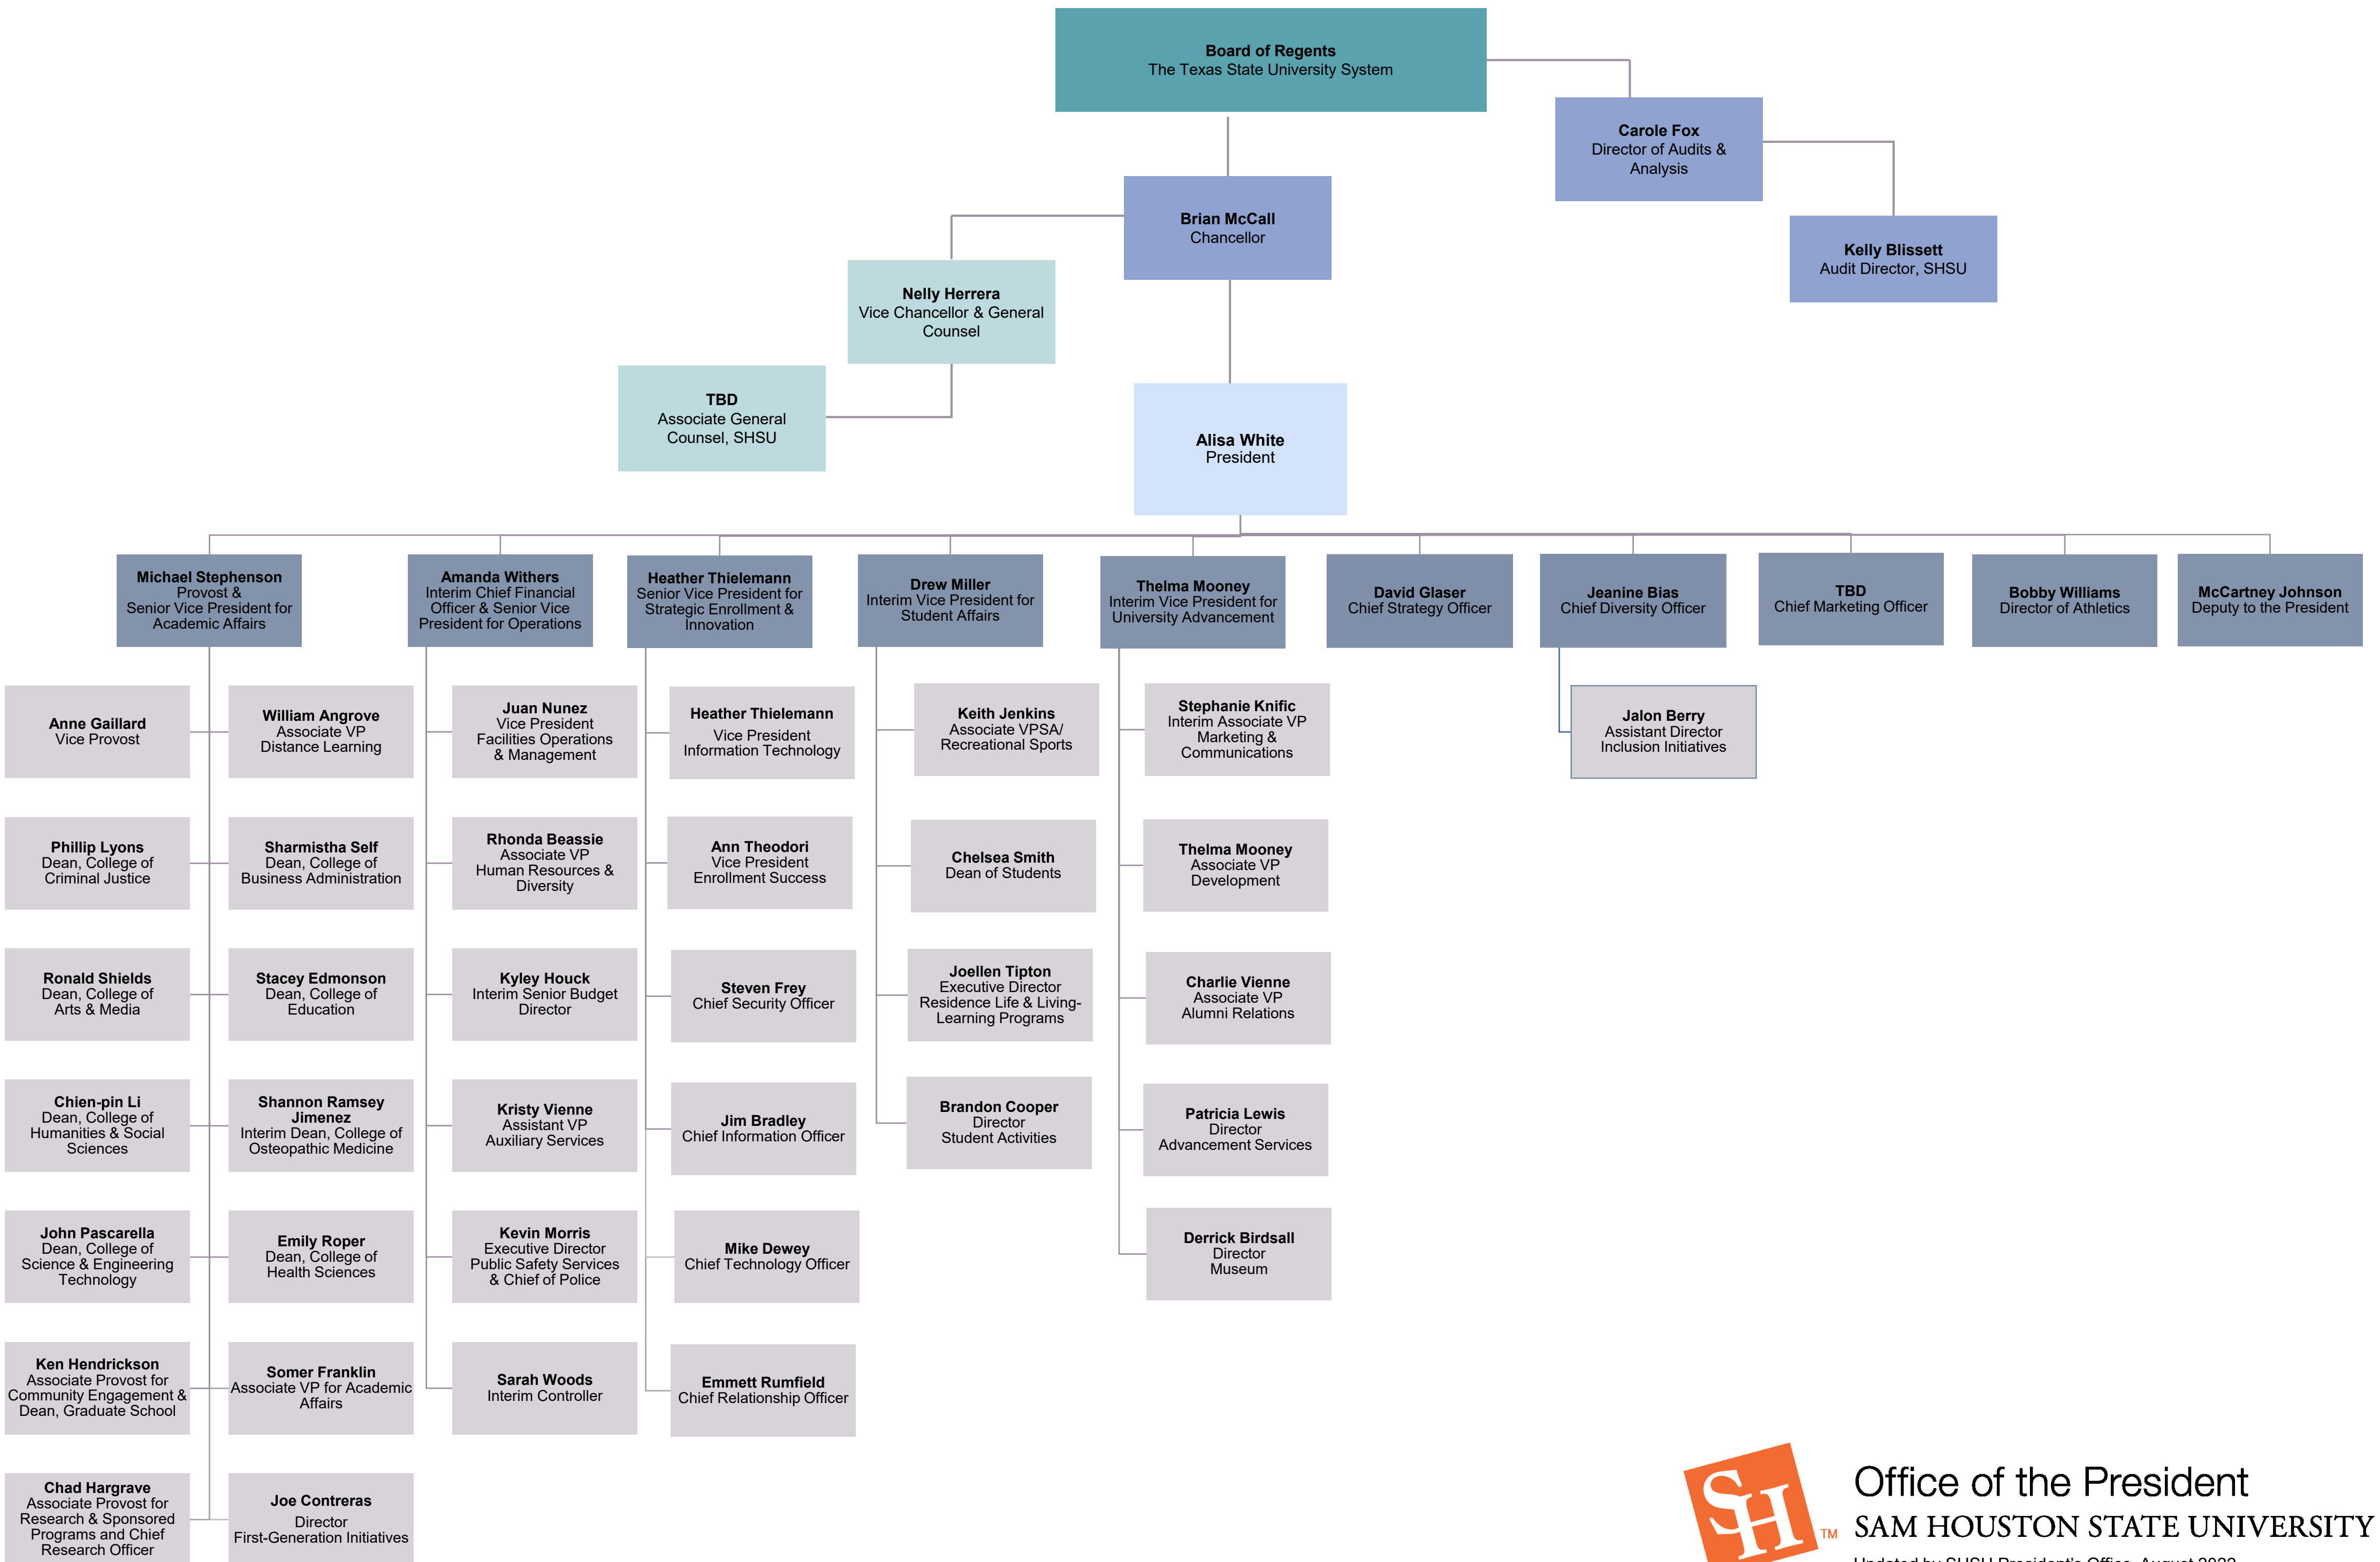 Board of Regents
The Texas State University System
Carole Fox
Director of Audits &
Analysis
Brian McCall
Chancellor
Kelly Blissett
Audit Director, SHSU
Nelly Herrera
Vice Chancellor & General
Counsel
TBD
Associate General
Counsel, SHSU
Alisa White
President
Michael Stephenson
Provost &
Senior Vice President for
Academic Affairs
Amanda Withers
Interim Chief Financial
Officer & Senior Vice
President for Operations
Heather Thielemann
Senior Vice President for
Strategic Enrollment &
Innovation
Drew Miller
Interim Vice President for
Student Affairs
Thelma Mooney
Interim Vice President for
University Advancement
David Glaser
Chief Strategy Officer
Jeanine Bias
Chief Diversity Officer
TBD
Chief Marketing Officer
Bobby Williams
Director of Athletics
McCartney Johnson
Deputy to the President
Anne Gaillard
Vice Provost
William Angrove
Associate VP
Distance Learning
Juan Nunez
Vice President
Facilities Operations
& Management
Heather Thielemann
Vice President
Information Technology
Keith Jenkins
Associate VPSA/
Recreational Sports
Stephanie Knific
Interim Associate VP
Marketing &
Communications
Jalon Berry
Assistant Director
Inclusion Initiatives
Phillip Lyons
Dean, College of
Criminal Justice
Sharmistha Self
Dean, College of
Business Administration
Rhonda Beassie
Associate VP
Human Resources &
Diversity
Ann Theodori
Vice President
Enrollment Success
Chelsea Smith
Dean of Students
Thelma Mooney
Associate VP
Development
Ronald Shields
Dean, College of
Arts & Media
Stacey Edmonson
Dean, College of
Education
Kyley Houck
Interim Senior Budget
Director
Steven Frey
Chief Security Officer
Joellen Tipton
Executive Director
Residence Life & Living-
Learning Programs
Charlie Vienne
Associate VP
Alumni Relations
Chien-pin Li
Dean, College of
Humanities & Social
Sciences
Shannon Ramsey
Jimenez
Interim Dean, College of
Osteopathic Medicine
Kristy Vienne
Assistant VP
Auxiliary Services
Jim Bradley
Chief Information Officer
Brandon Cooper
Director
Student Activities
Patricia Lewis
Director
Advancement Services
John Pascarella
Dean, College of
Science & Engineering
Technology
Emily Roper
Dean, College of
Health Sciences
Kevin Morris
Executive Director
Public Safety Services
& Chief of Police
Mike Dewey
Chief Technology Officer
Derrick Birdsall
Director
Museum
Ken Hendrickson
Associate Provost for
Community Engagement &
Dean, Graduate School
Somer Franklin
Associate VP for Academic
Affairs
Sarah Woods
Interim Controller
Emmett Rumfield
Chief Relationship Officer
Chad Hargrave
Associate Provost for
Research & Sponsored
Programs and Chief
Research Officer
Joe Contreras
Director
First-Generation Initiatives
SH
TM
Office of the President
SAM HOUSTON STATE UNIVERSITY